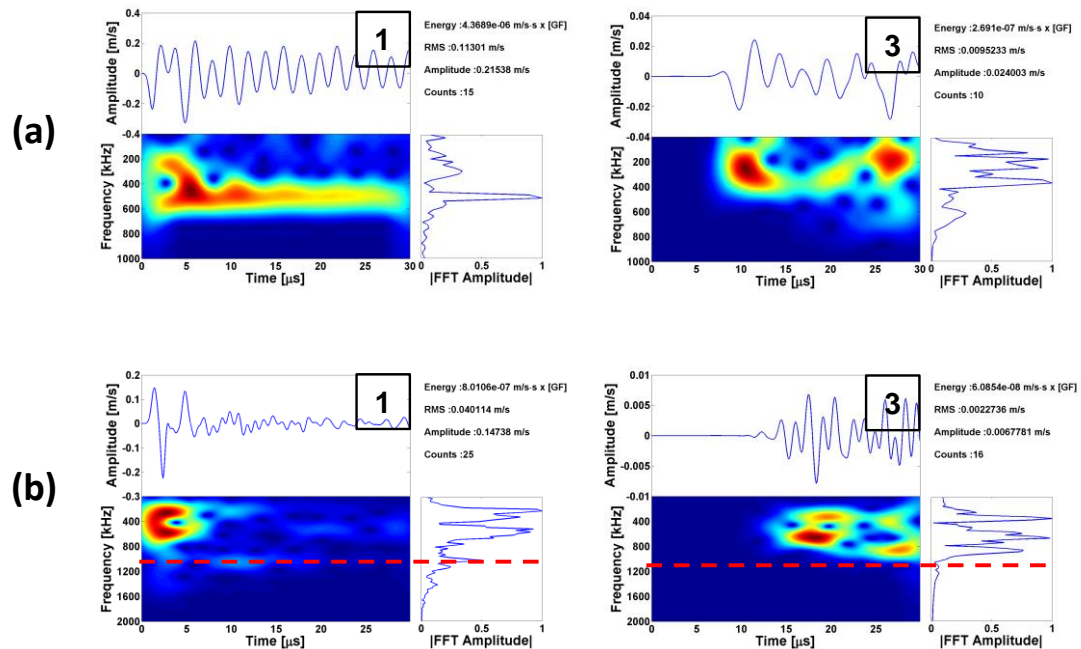 (a)
1
Amplitude [m/s]
0.4
0.2
0
-0.2
-0.4
Energy :4.3689e-06 m/s·s x [GF]
RMS :0.11301 m/s
Amplitude :0.21538 m/s
Counts :15
Frequency [kHz]
200
400
600
800
1000
0 5 10 15 20 25 30
Time [µs]
0 0.5 1
|FFT Amplitude|
3
Amplitude [m/s]
0.04
0.02
0
-0.02
-0.04
Energy :2.691e-07 m/s·s x [GF]
RMS :0.0095233 m/s
Amplitude :0.024003 m/s
Counts :10
Frequency [kHz]
200
400
600
800
1000
0 5 10 15 20 25 30
Time [µs]
0 0.5 1
|FFT Amplitude|
(b)
1
Amplitude [m/s]
0.2
0.1
0
-0.1
-0.2
-0.3
Energy :8.0106e-07 m/s·s x [GF]
RMS :0.040114 m/s
Amplitude :0.14738 m/s
Counts :25
Frequency [kHz]
400
800
1200
1600
2000
0 5 10 15 20 25 30
Time [µs]
0 0.5 1
|FFT Amplitude|
3
Amplitude [m/s]
0.01
0.005
0
-0.005
-0.01
Energy :6.0854e-08 m/s·s x [GF]
RMS :0.0022736 m/s
Amplitude :0.0067781 m/s
Counts :16
Frequency [kHz]
400
800
1200
1600
2000
0 5 10 15 20 25 30
Time [µs]
0 0.5 1
|FFT Amplitude|